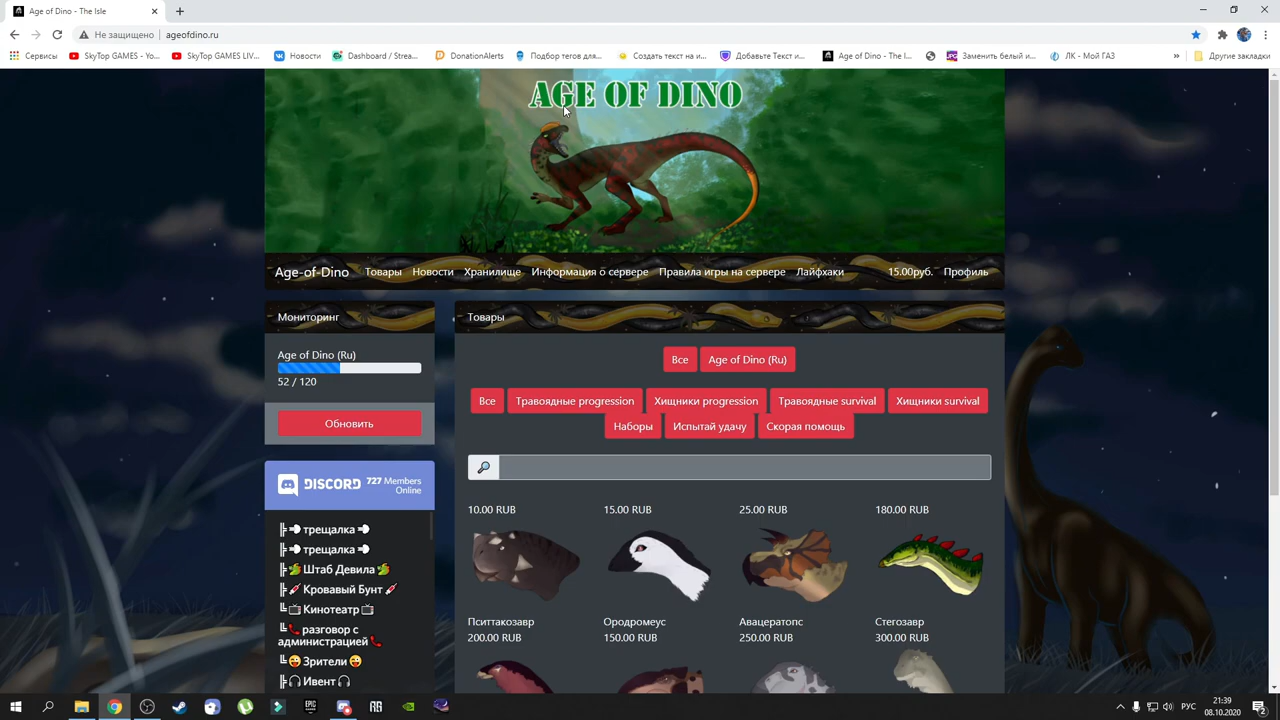 Age of Dino - The Isle
Не защищено | ageofdino.ru
Сервисы
SkyTop GAMES - Yo...
SkyTop GAMES LIV...
Новости
Dashboard / Strea...
DonationAlerts
Подбор тегов для...
Создать текст на и...
Добавьте Текст и...
Age of Dino - The I...
Заменить белый и...
ЛК - Мой ГАЗ
»
Другие закладки
AGE OF DINO
Age-of-Dino
Товары
Новости
Хранилище
Информация о сервере
Правила игры на сервере
Лайфхаки
15.00руб.
Профиль
Мониторинг
Age of Dino (Ru)
52 / 120
Обновить
DISCORD
727 Members
Online
трещалка
трещалка
Штаб Девила
Кровавый Бунт
Кинотеатр
разговор с
администрацией
Зрители
Ивент
Товары
Все
Age of Dino (Ru)
Все
Травоядные progression
Хищники progression
Травоядные survival
Хищники survival
Наборы
Испытай удачу
Скорая помощь
10.00 RUB
15.00 RUB
25.00 RUB
180.00 RUB
Пситтакозавр
Ородромеус
Авацератопс
Стегозавр
200.00 RUB
150.00 RUB
250.00 RUB
300.00 RUB
EPIC
GAMES
РУС
21:39
08.10.2020
2